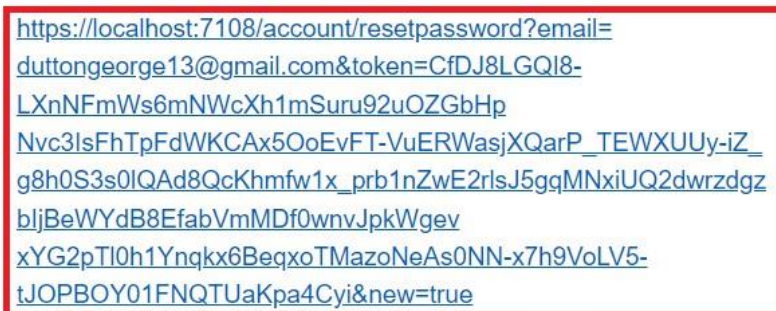 https://localhost:7108/account/resetpassword?email=
duttongeorge13@gmail.com&token=CfDJ8LGQI8-
LXnNFmWs6mNWcXh1mSuru92uOZGbHp
Nvc3IsFhTpFdWKCAx5OoEvFT-VuERWasjXQarP_TEWXUUy-iZ_
g8h0S3s0lQAd8QcKhmfw1x_prb1nZwE2rlsJ5gqMNxiUQ2dwrzdgz
bIjBeWYdB8EfabVmMDf0wnvJpkWgev
xYG2pTl0h1Ynqkx6BeqxoTMazoNeAs0NN-x7h9VoLV5-
tJOPBOY01FNQTUaKpa4Cyi&new=true